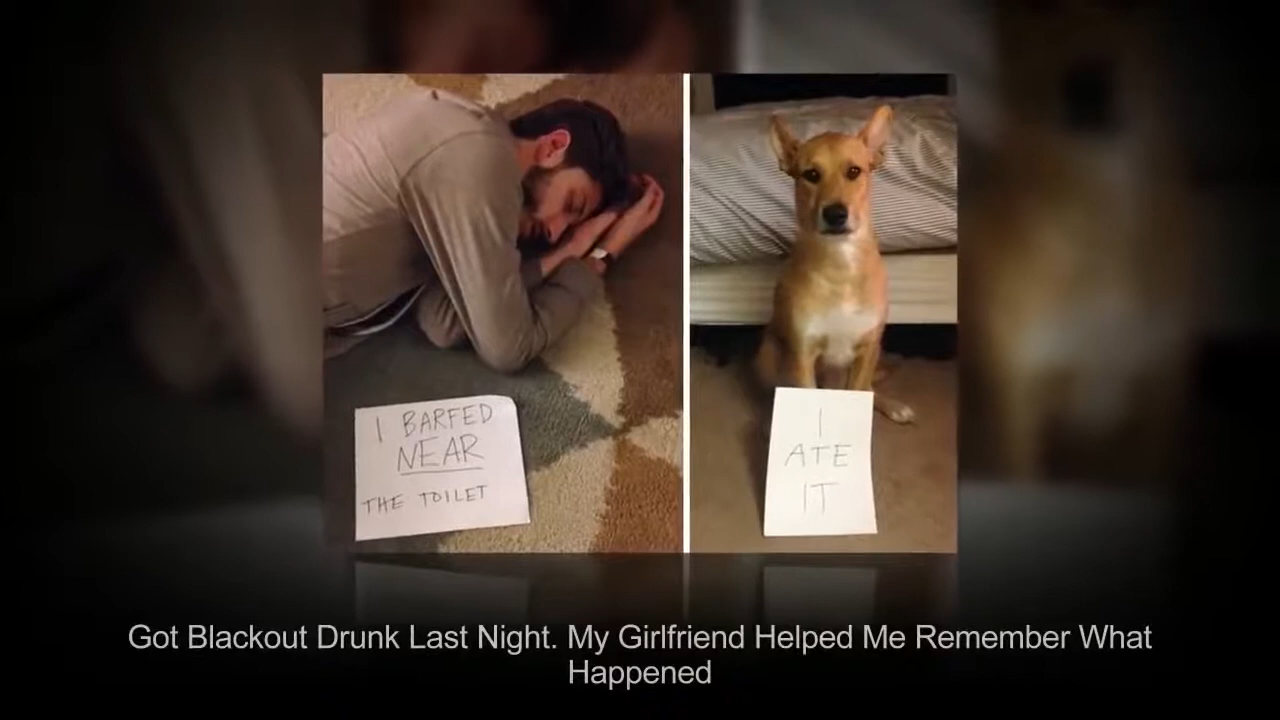 I BARFED
NEAR
THE TOILET
I
ATE
IT
Got Blackout Drunk Last Night. My Girlfriend Helped Me Remember What
Happened